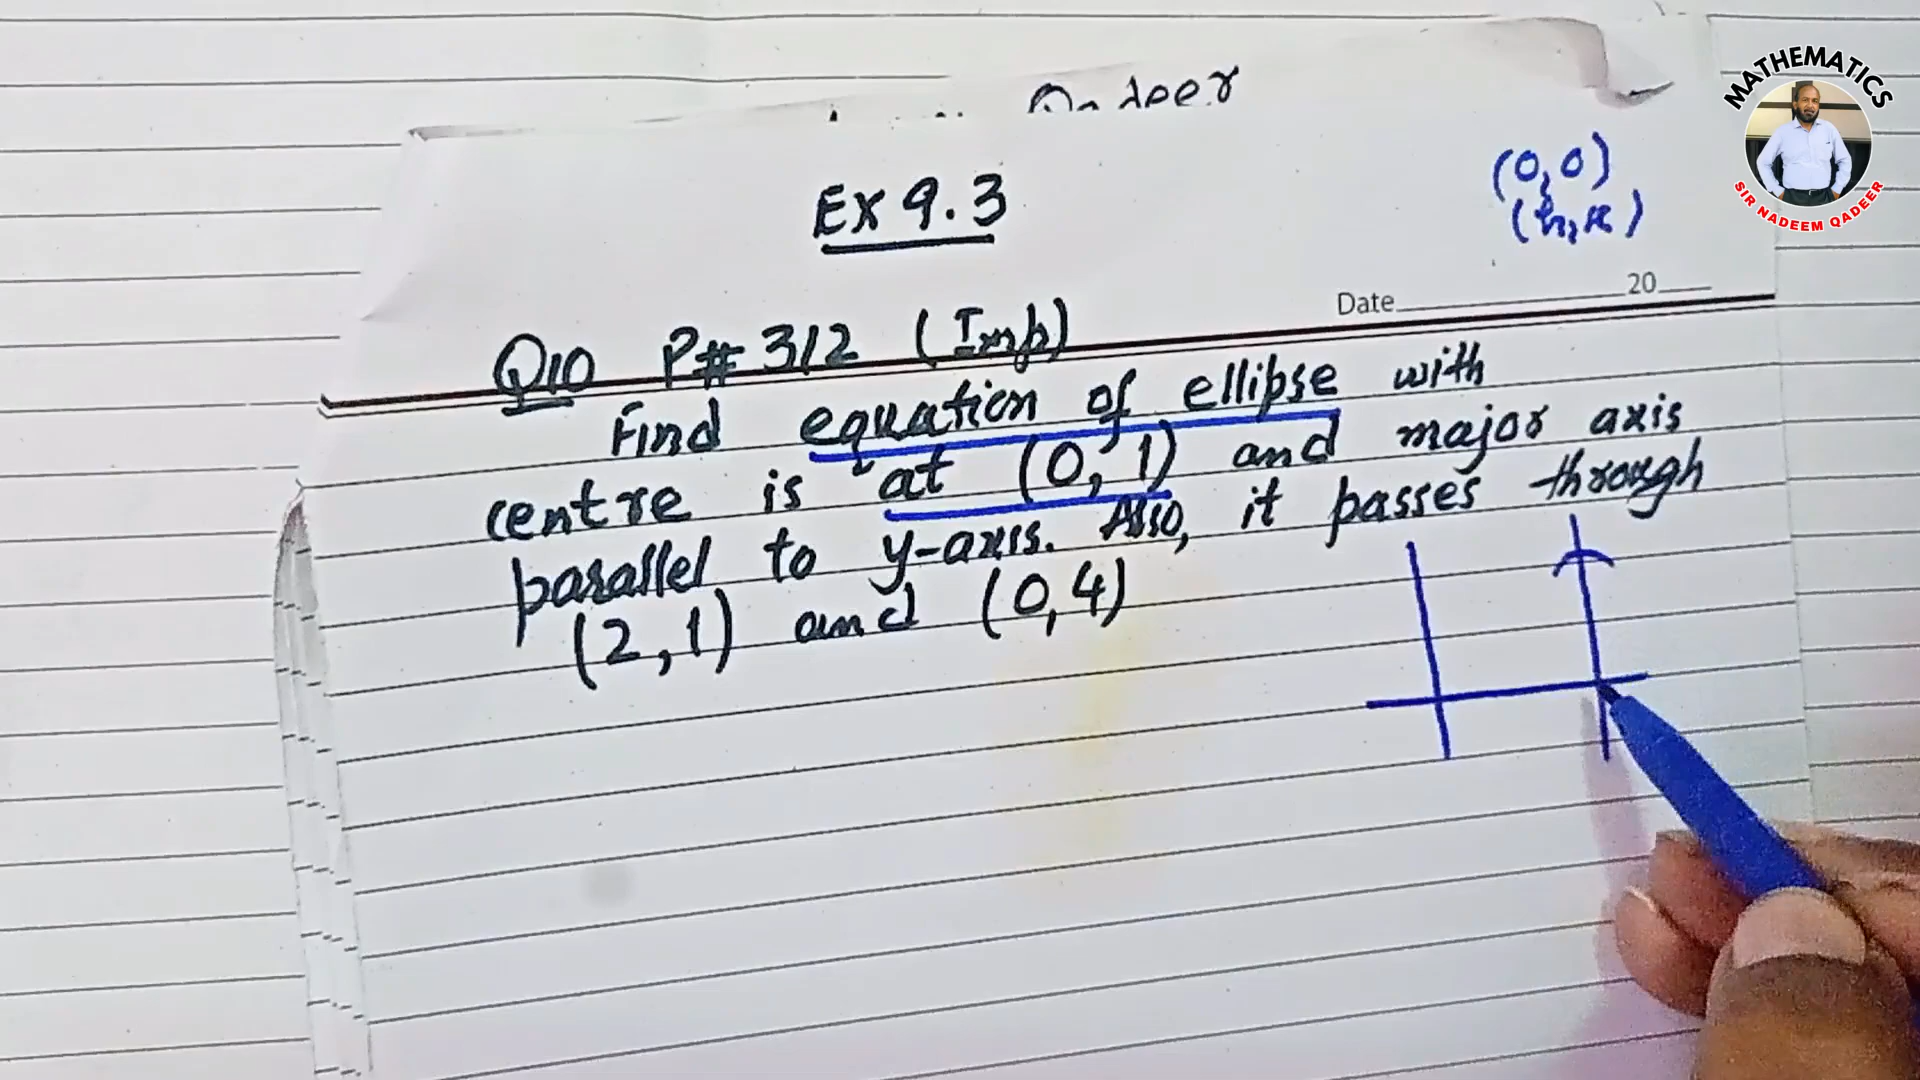 Qadeer
MATHEMATICS
SIR NADEEM QADEER
(0,0)
(h,k)
Ex 9.3
Date 20
Q10 P# 312 (Imp)
Find equation of ellipse with
centre is at (0,1) and major axis
parallel to y-axis. Also, it passes through
(2,1) and (0,4)